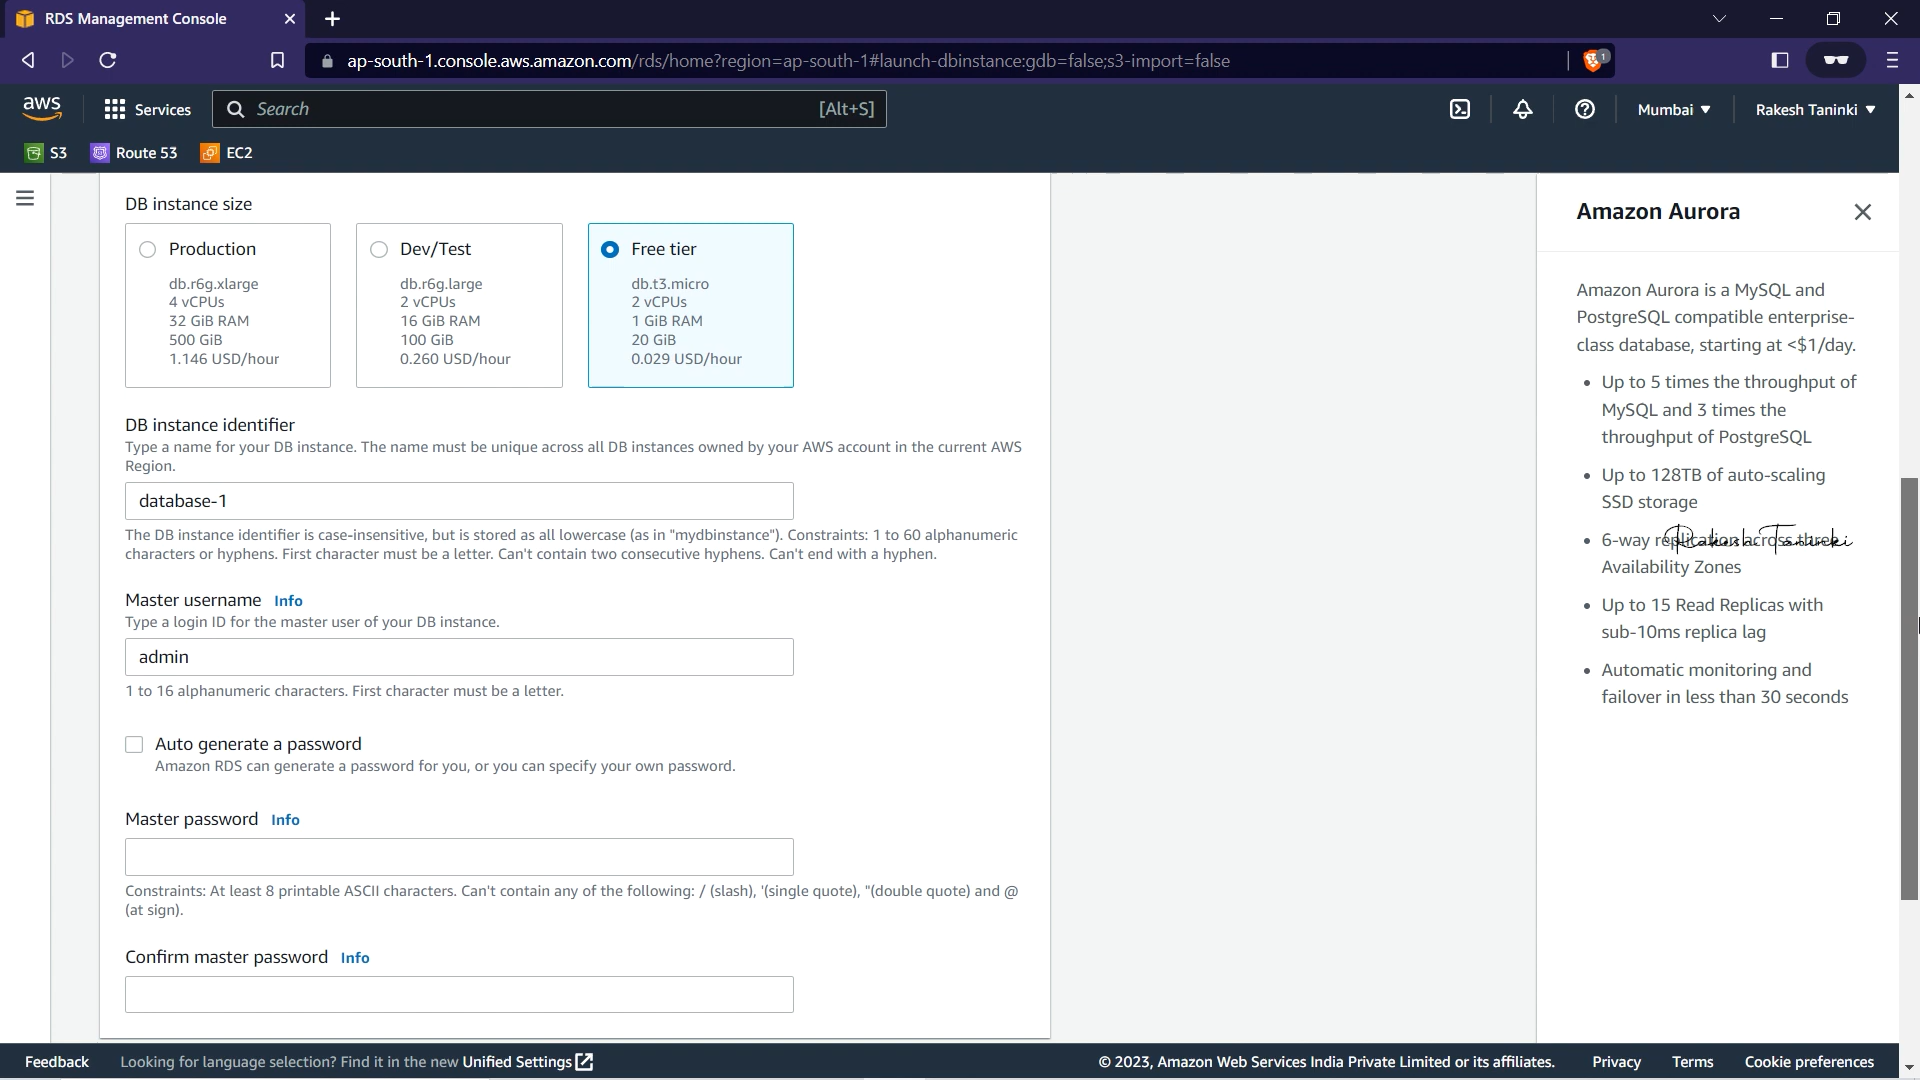 RDS Management Console
ap-south-1.console.aws.amazon.com/rds/home?region=ap-south-1#launch-dbinstance:gdb=false;s3-import=false
1
aws
Services
Search
[Alt+S]
Mumbai
Rakesh Taninki
S3
Route 53
EC2
DB instance size
Production
db.r6g.xlarge
4 vCPUs
32 GiB RAM
500 GiB
1.146 USD/hour
Dev/Test
db.r6g.large
2 vCPUs
16 GiB RAM
100 GiB
0.260 USD/hour
Free tier
db.t3.micro
2 vCPUs
1 GiB RAM
20 GiB
0.029 USD/hour
DB instance identifier
Type a name for your DB instance. The name must be unique across all DB instances owned by your AWS account in the current AWS
Region.
database-1
The DB instance identifier is case-insensitive, but is stored as all lowercase (as in "mydbinstance"). Constraints: 1 to 60 alphanumeric
characters or hyphens. First character must be a letter. Can't contain two consecutive hyphens. Can't end with a hyphen.
Master username Info
Type a login ID for the master user of your DB instance.
admin
1 to 16 alphanumeric characters. First character must be a letter.
Auto generate a password
Amazon RDS can generate a password for you, or you can specify your own password.
Master password Info
Constraints: At least 8 printable ASCII characters. Can't contain any of the following: / (slash), '(single quote), "(double quote) and @
(at sign).
Confirm master password Info
Amazon Aurora
Amazon Aurora is a MySQL and
PostgreSQL compatible enterprise-
class database, starting at <$1/day.
• Up to 5 times the throughput of
MySQL and 3 times the
throughput of PostgreSQL
• Up to 128TB of auto-scaling
SSD storage
• 6-way replication across three
Rakesh Taninki
Availability Zones
• Up to 15 Read Replicas with
sub-10ms replica lag
• Automatic monitoring and
failover in less than 30 seconds
Feedback
Looking for language selection? Find it in the new Unified Settings
© 2023, Amazon Web Services India Private Limited or its affiliates.
Privacy
Terms
Cookie preferences